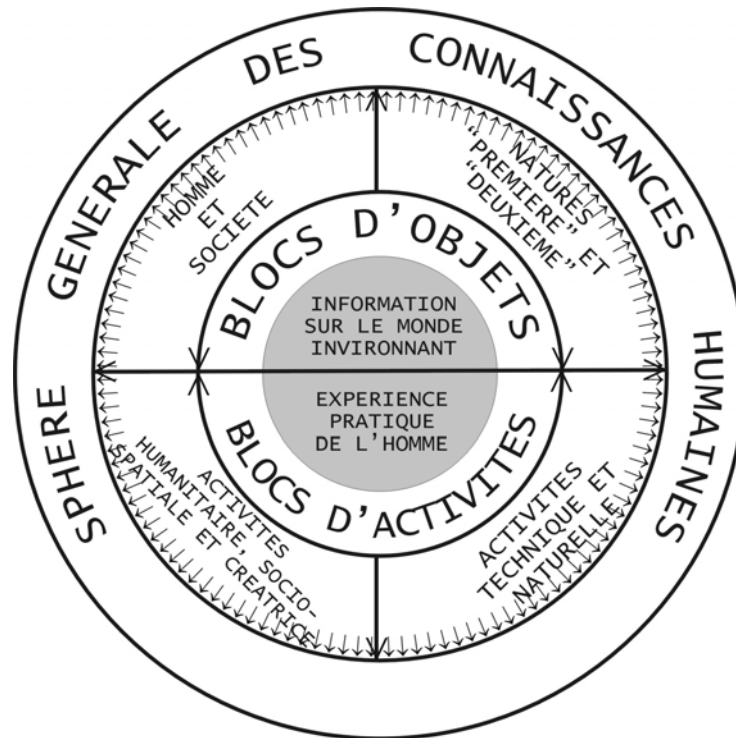 SPHERE GENERALE DES CONNAISSANCES HUMAINES
HOMME
ET
SOCIETE
NATURES
"PREMIERE" ET
"DEUXIEME"
BLOCS D'OBJETS
INFORMATION
SUR LE MONDE
INVIRONNANT
EXPERIENCE
PRATIQUE
DE L'HOMME
BLOCS D'ACTIVITES
ACTIVITES
HUMANITAIRE, SOCIO-
SPATIALE ET CREATRICE
ACTIVITES
TECHNIQUE ET
NATURELLE